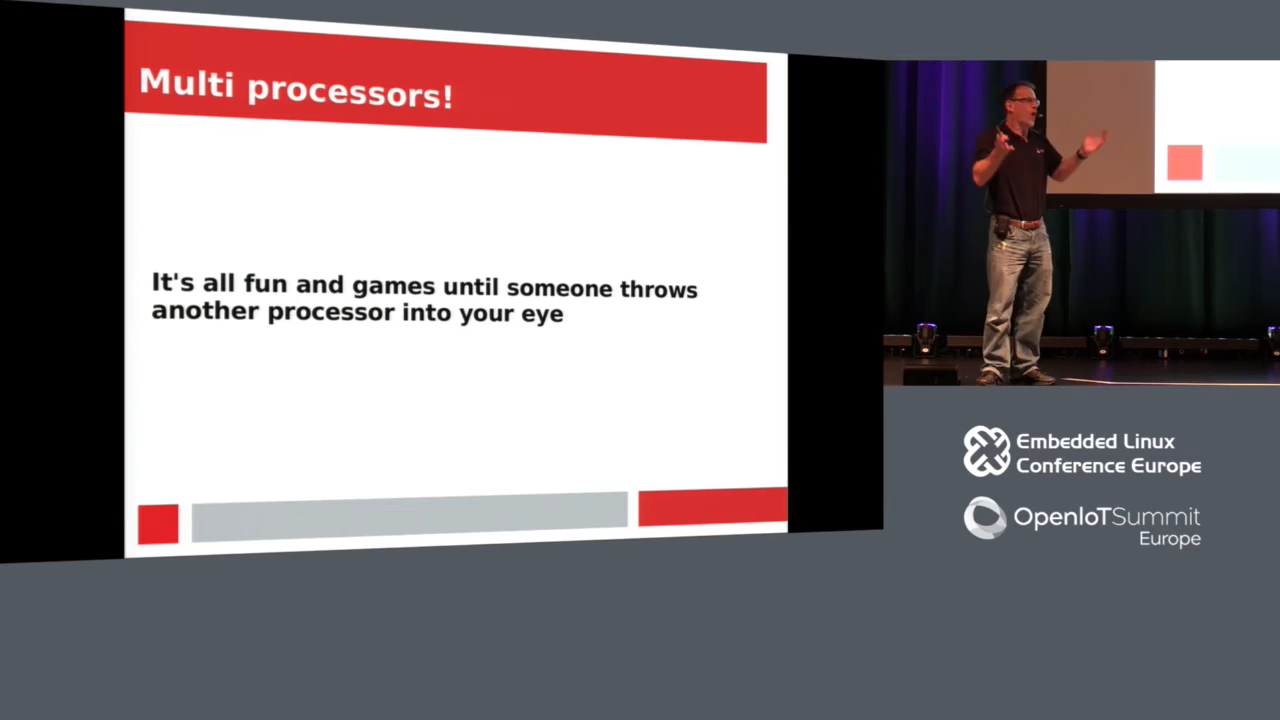 Multi processors!
It's all fun and games until someone throws
another processor into your eye
Embedded Linux
Conference Europe
OpenIoTSummit
Europe